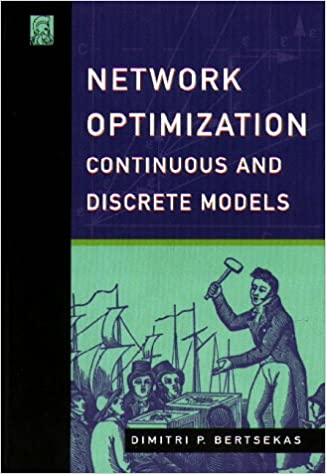 NETWORK
OPTIMIZATION
CONTINUOUS AND
DISCRETE MODELS
DIMITRI P. BERTSEKAS